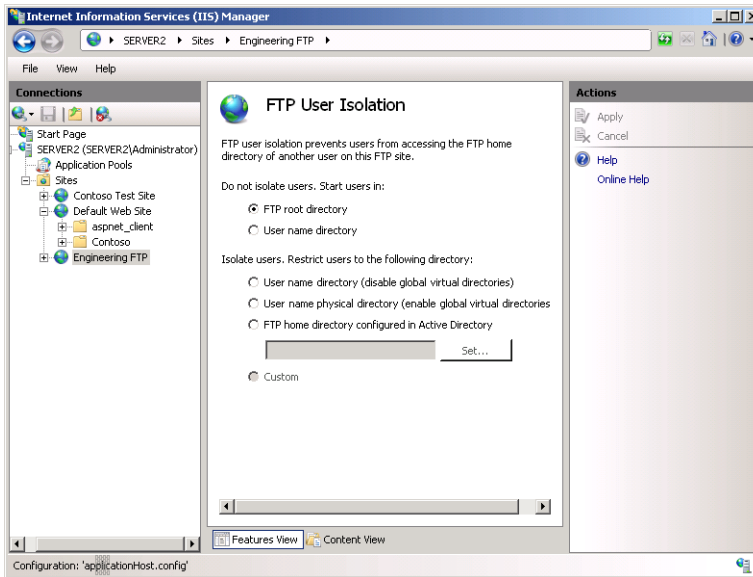 Internet Information Services (IIS) Manager
SERVER2 Sites Engineering FTP
File View Help
Connections
Start Page
SERVER2 (SERVER2\Administrator)
Application Pools
Sites
Contoso Test Site
Default Web Site
aspnet_client
Contoso
Engineering FTP
FTP User Isolation
FTP user isolation prevents users from accessing the FTP home
directory of another user on this FTP site.
Do not isolate users. Start users in:
FTP root directory
User name directory
Isolate users. Restrict users to the following directory:
User name directory (disable global virtual directories)
User name physical directory (enable global virtual directories
FTP home directory configured in Active Directory
Set...
Custom
Features View Content View
Actions
Apply
Cancel
Help
Online Help
Configuration: 'applicationHost.config'